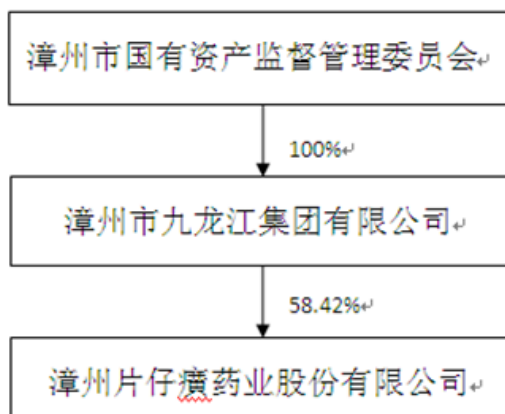 漳州市国有资产监督管理委员会
100%
漳州市九龙江集团有限公司
58.42%
漳州片仔癀药业股份有限公司